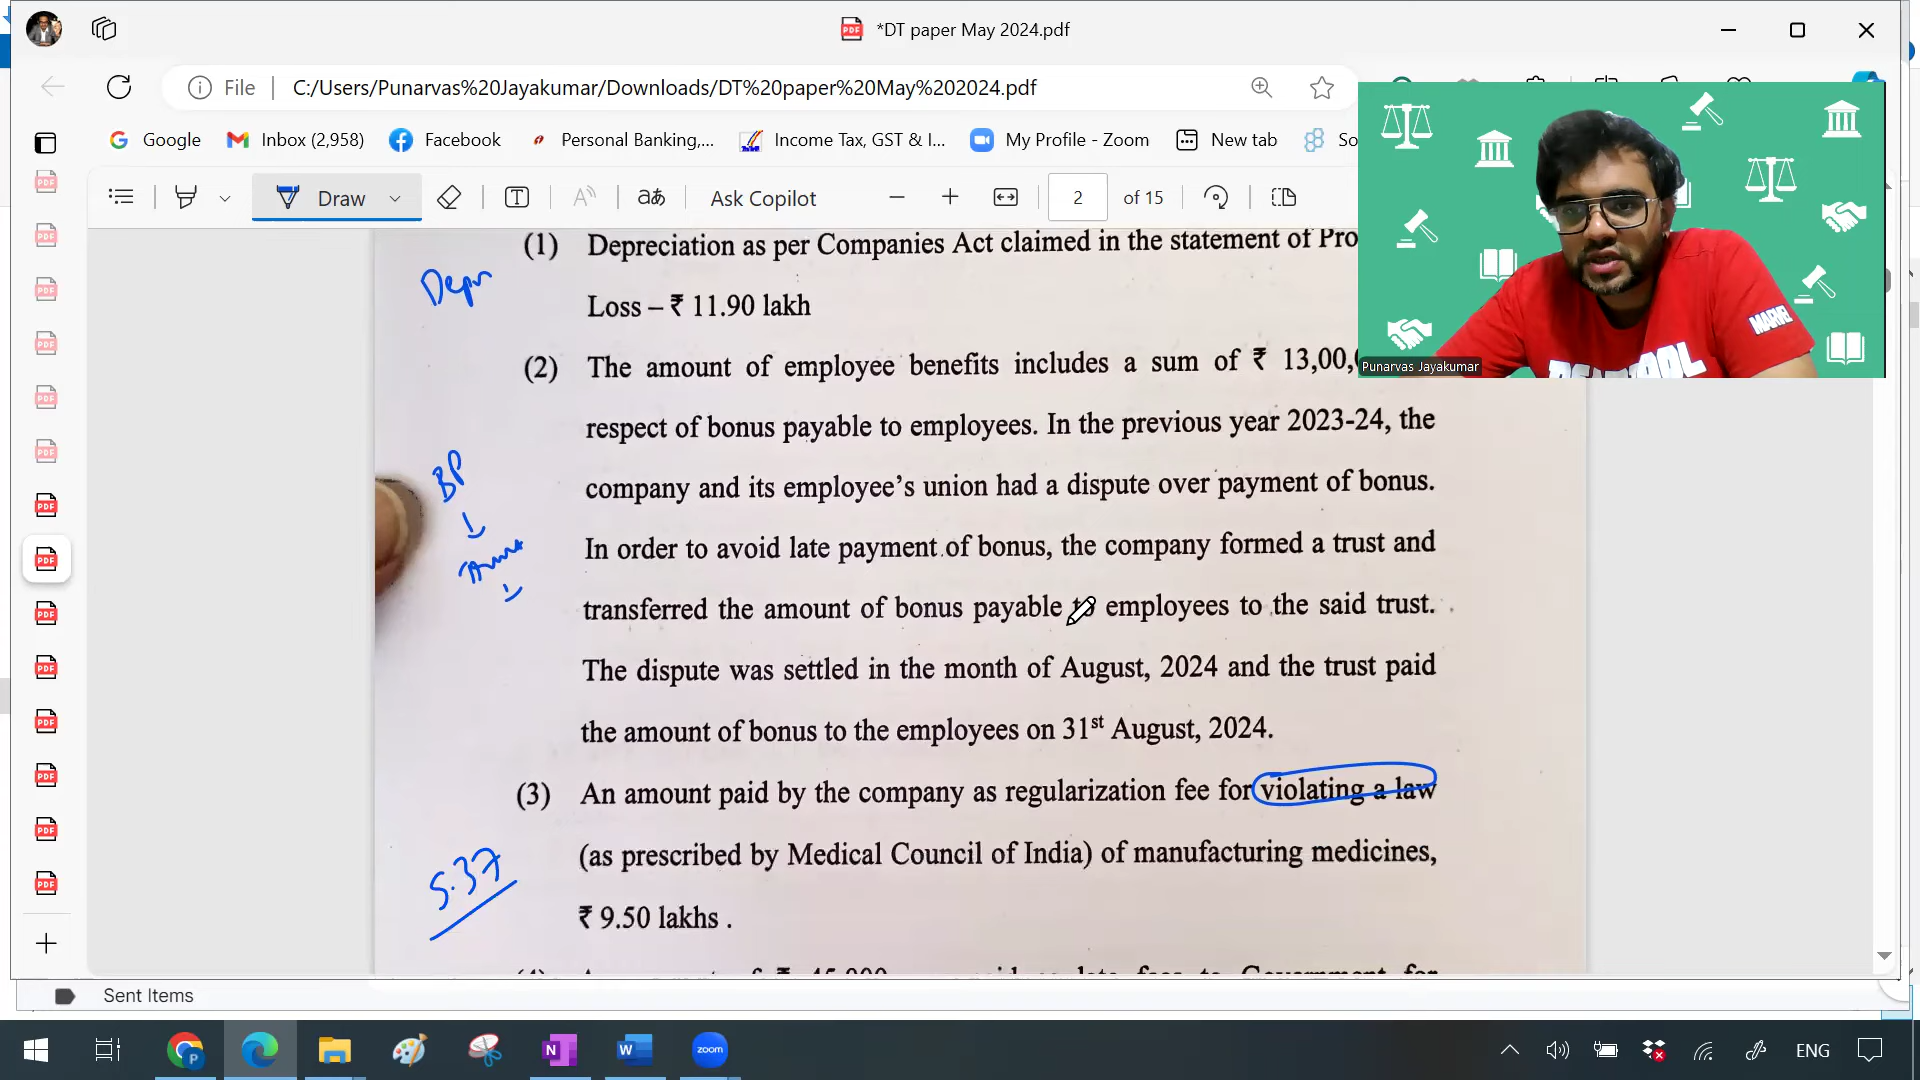 *DT paper May 2024.pdf
File
C:/Users/Punarvas%20Jayakumar/Downloads/DT%20paper%20May%202024.pdf
Google
Inbox (2,958)
Facebook
Personal Banking,...
Income Tax, GST & I...
My Profile - Zoom
New tab
So
Draw
Ask Copilot
2 of 15
(1) Depreciation as per Companies Act claimed in the statement of Pro
Depn
Loss – ₹ 11.90 lakh
(2) The amount of employee benefits includes a sum of ₹ 13,00,
respect of bonus payable to employees. In the previous year 2023-24, the
BP
company and its employee's union had a dispute over payment of bonus.
In order to avoid late payment of bonus, the company formed a trust and
transferred the amount of bonus payable to employees to the said trust.
The dispute was settled in the month of August, 2024 and the trust paid
the amount of bonus to the employees on 31st August, 2024.
(3) An amount paid by the company as regularization fee for violating a law
(as prescribed by Medical Council of India) of manufacturing medicines,
S.37
₹ 9.50 lakhs .
Punarvas Jayakumar
MARVEL
Sent Items
zoom
ENG